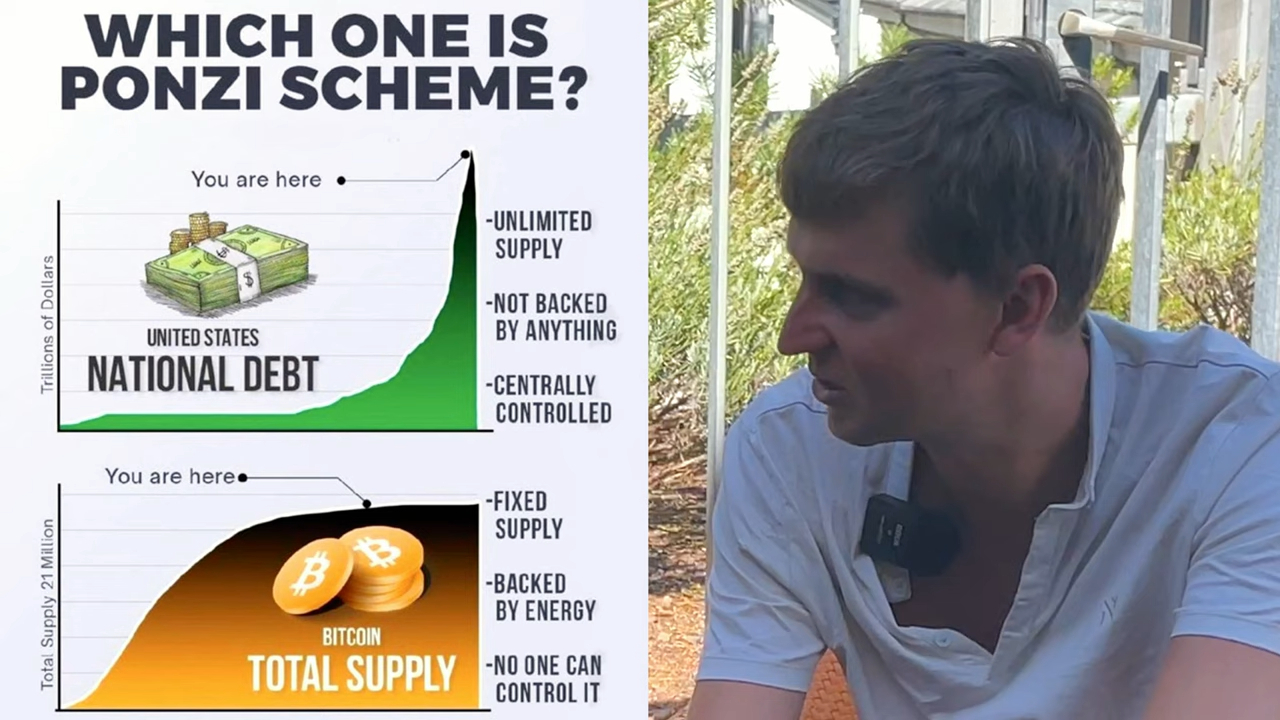 WHICH ONE IS
PONZI SCHEME?
You are here
Trillions of Dollars
UNITED STATES
NATIONAL DEBT
-UNLIMITED
SUPPLY
-NOT BACKED
BY ANYTHING
-CENTRALLY
CONTROLLED
You are here
Total Supply 21 Million
BITCOIN
TOTAL SUPPLY
-FIXED
SUPPLY
-BACKED
BY ENERGY
-NO ONE CAN
CONTROL IT